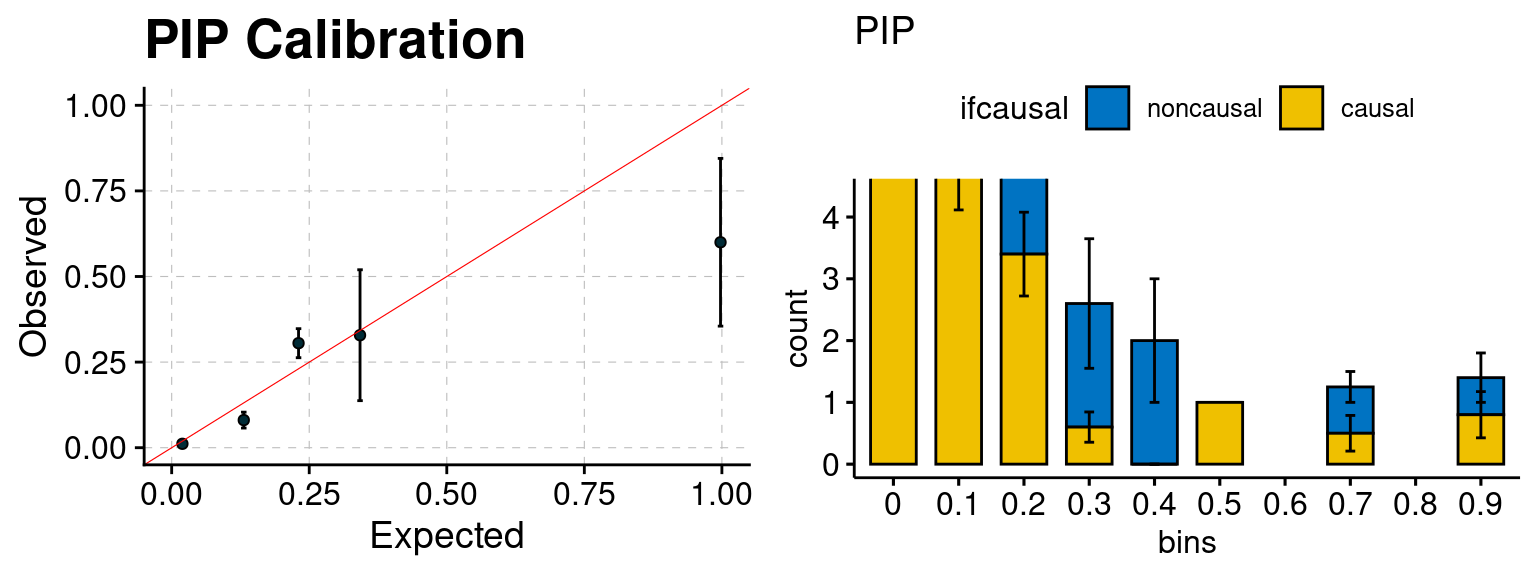 PIP Calibration
1.00
0.75
0.50
0.25
0.00
Observed
0.00 0.25 0.50 0.75 1.00
Expected
PIP
ifcausal noncausal causal
4
3
2
1
0
count
0 0.1 0.2 0.3 0.4 0.5 0.6 0.7 0.8 0.9
bins